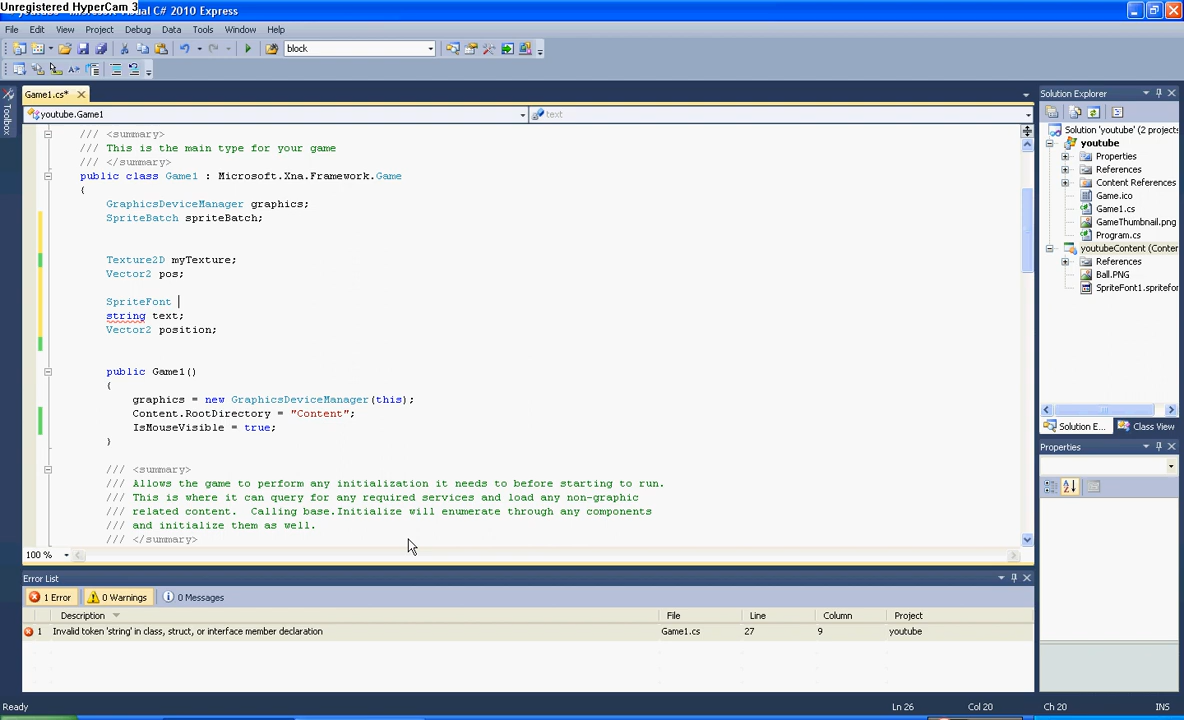 Unregistered HyperCam 3
Visual C# 2010 Express
File Edit View Project Debug Data Tools Window Help
block
Game1.cs*
Toolbox
youtube.Game1
text
/// <summary>
/// This is the main type for your game
/// </summary>
public class Game1 : Microsoft.Xna.Framework.Game
{
GraphicsDeviceManager graphics;
SpriteBatch spriteBatch;
Texture2D myTexture;
Vector2 pos;
SpriteFont
string text;
Vector2 position;
public Game1()
{
graphics = new GraphicsDeviceManager(this);
Content.RootDirectory = "Content";
IsMouseVisible = true;
}
/// <summary>
/// Allows the game to perform any initialization it needs to before starting to run.
/// This is where it can query for any required services and load any non-graphic
/// related content.  Calling base.Initialize will enumerate through any components
/// and initialize them as well.
/// </summary>
100 %
Solution Explorer
Solution 'youtube' (2 projects
youtube
Properties
References
Content References
Game.ico
Game1.cs
GameThumbnail.png
Program.cs
youtubeContent (Conter
References
Ball.PNG
SpriteFont1.spritefor
Solution E... Class View
Properties
Error List
1 Error 0 Warnings 0 Messages
Description File Line Column Project
1 Invalid token 'string' in class, struct, or interface member declaration Game1.cs 27 9 youtube
Ready Ln 26 Col 20 Ch 20 INS